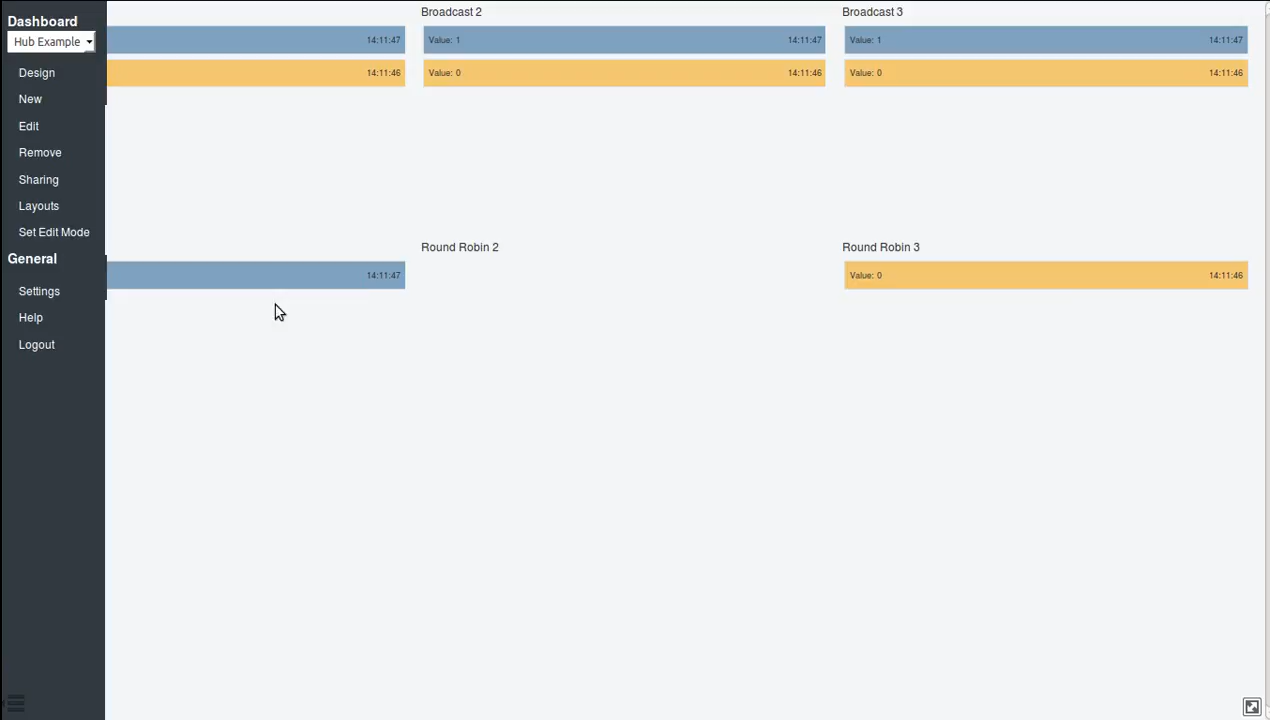 Dashboard
Hub Example
Design
New
Edit
Remove
Sharing
Layouts
Set Edit Mode
General
Settings
Help
Logout
14:11:47
14:11:46
Broadcast 2
Value: 1 14:11:47
Value: 0 14:11:46
Broadcast 3
Value: 1 14:11:47
Value: 0 14:11:46
14:11:47
Round Robin 2
Round Robin 3
Value: 0 14:11:46